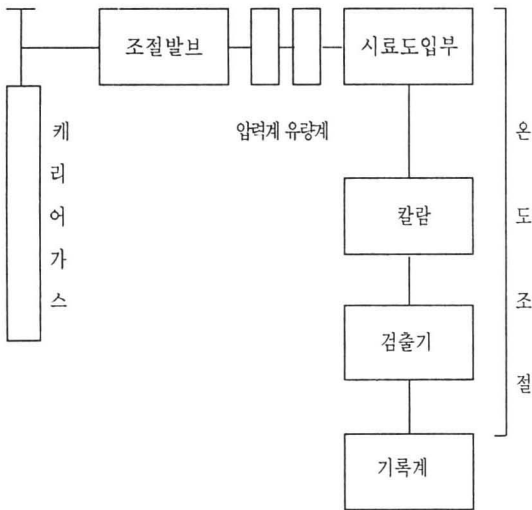 조절발브
시료도입부
압력계 유량계
케리어가스
온도조절
칼람
검출기
기록계